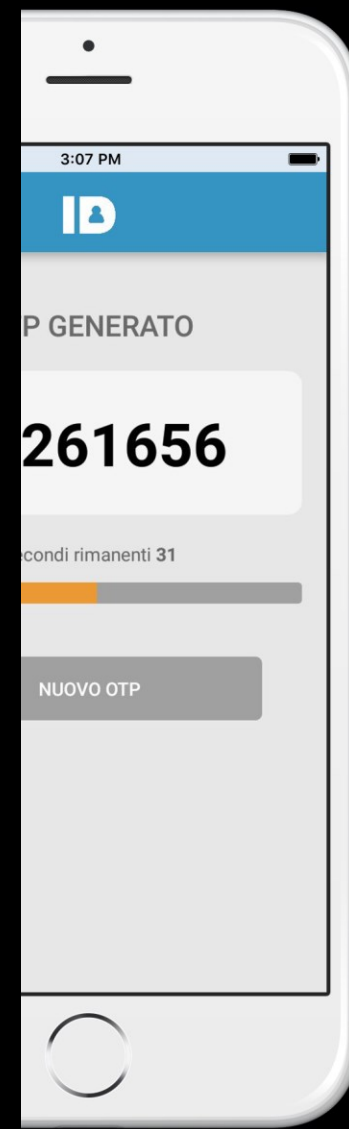 3:07 PM
ID
P GENERATO
261656
econdi rimanenti 31
NUOVO OTP